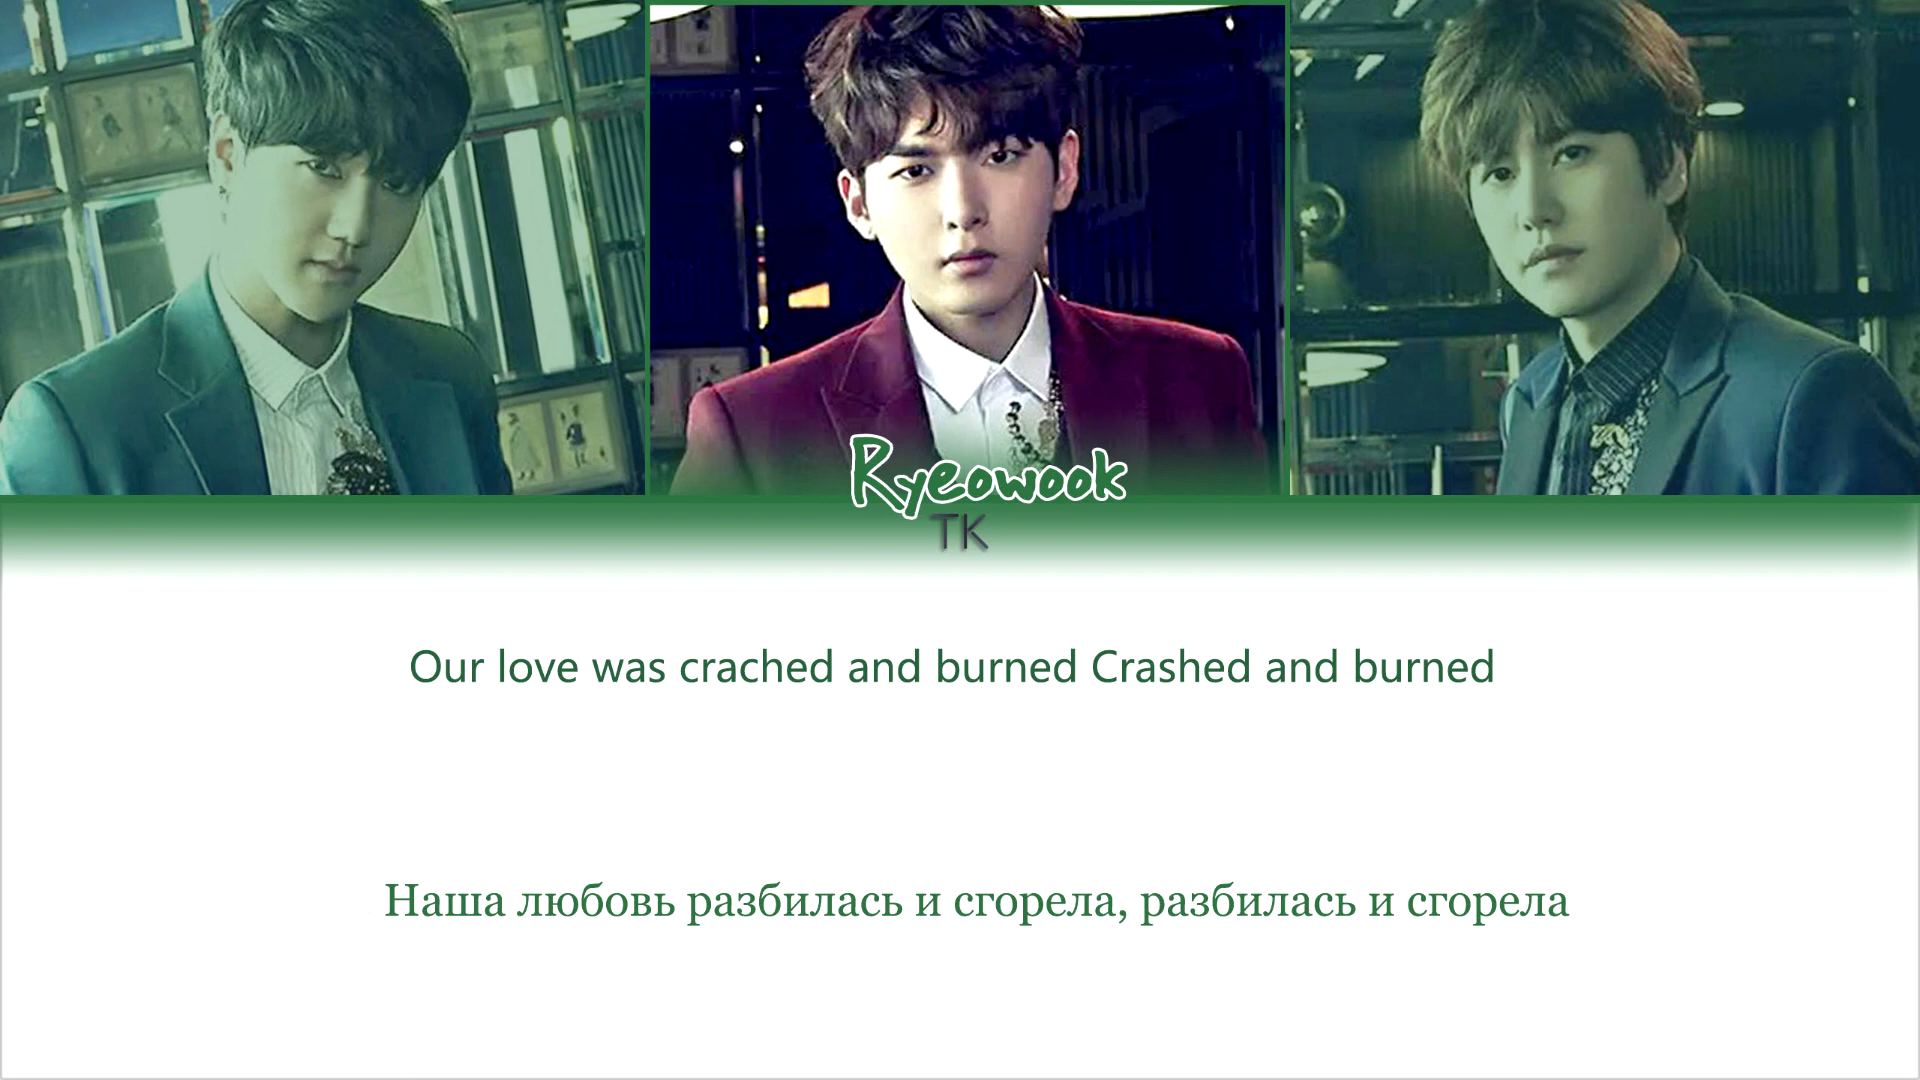 Ryeowook
TK
Our love was crached and burned Crashed and burned
Наша любовь разбилась и сгорела, разбилась и сгорела